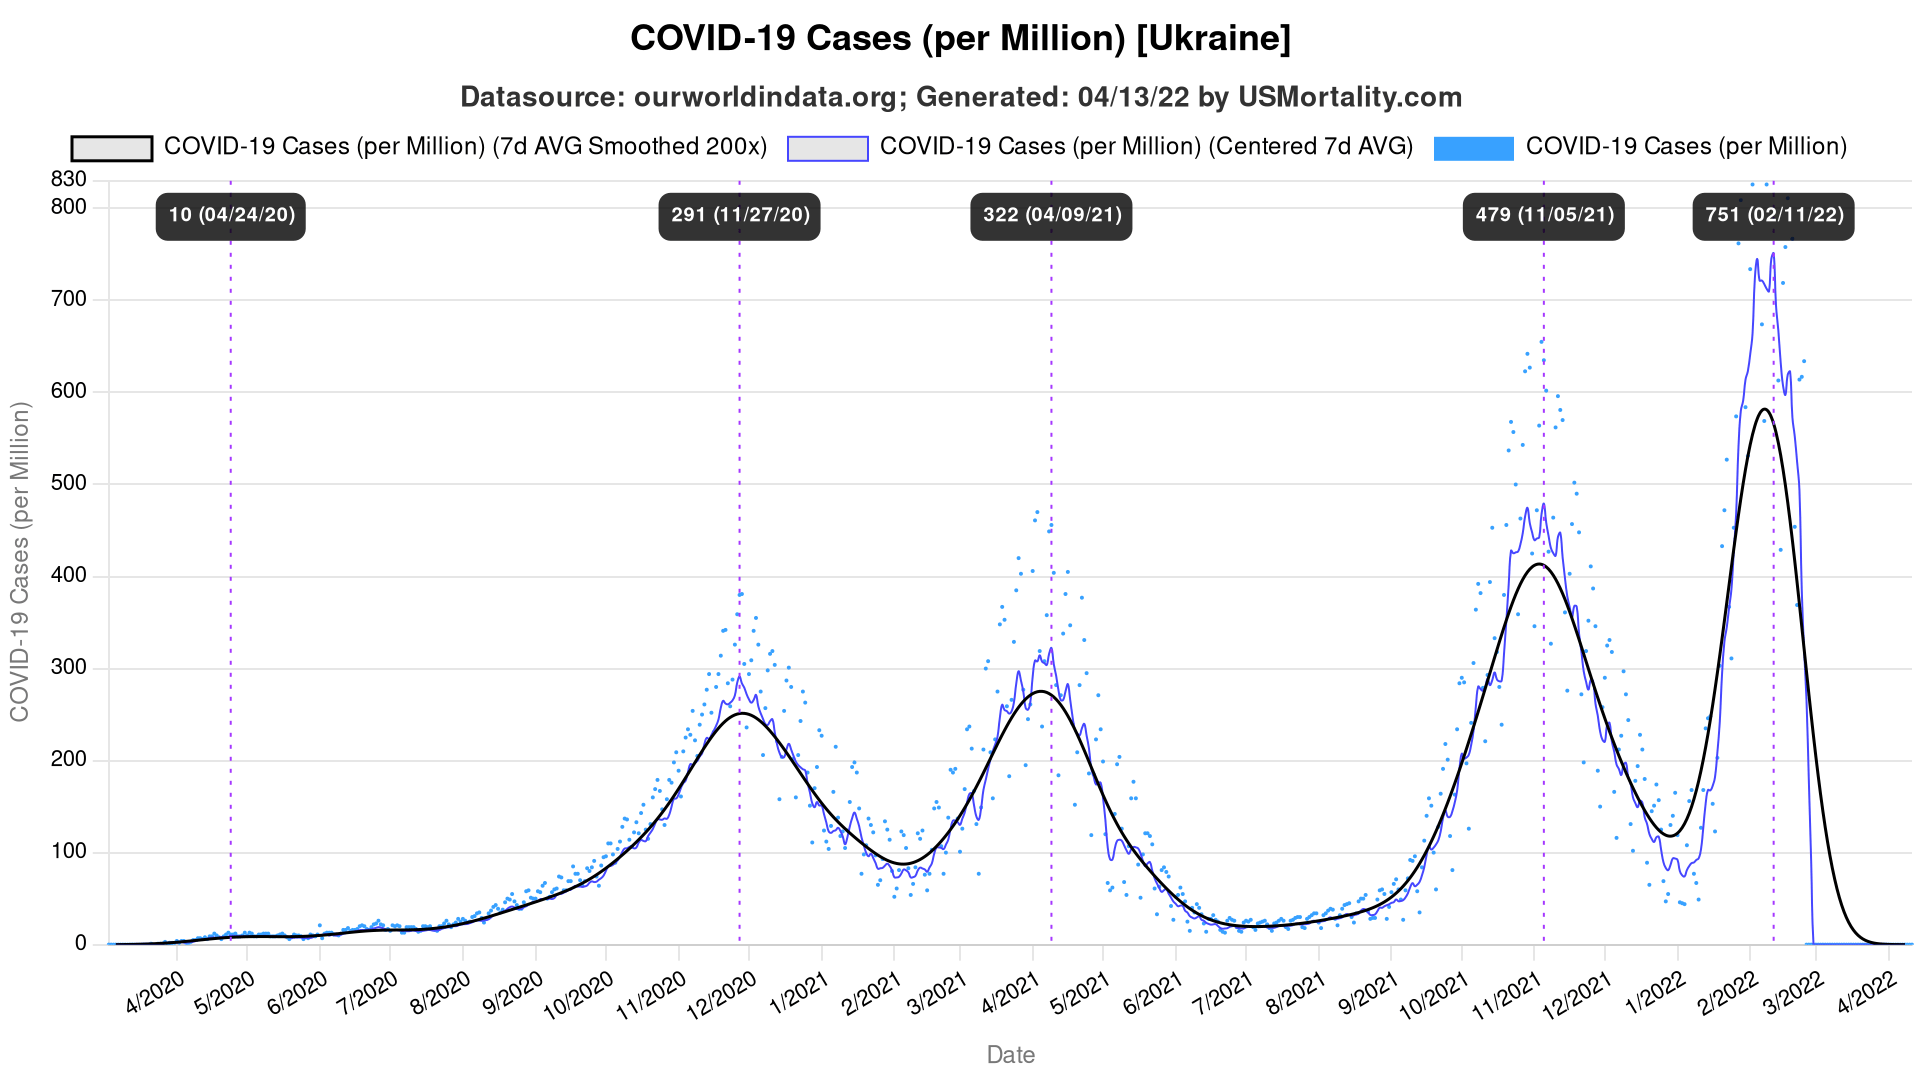 COVID-19 Cases (per Million) [Ukraine]
Datasource: ourworldindata.org; Generated: 04/13/22 by USMortality.com
COVID-19 Cases (per Million) (7d AVG Smoothed 200x) COVID-19 Cases (per Million) (Centered 7d AVG) COVID-19 Cases (per Million)
830
800
700
600
500
400
300
200
100
0
COVID-19 Cases (per Million)
10 (04/24/20) 291 (11/27/20) 322 (04/09/21) 479 (11/05/21) 751 (02/11/22)
4/2020 5/2020 6/2020 7/2020 8/2020 9/2020 10/2020 11/2020 12/2020 1/2021 2/2021 3/2021 4/2021 5/2021 6/2021 7/2021 8/2021 9/2021 10/2021 11/2021 12/2021 1/2022 2/2022 3/2022 4/2022
Date